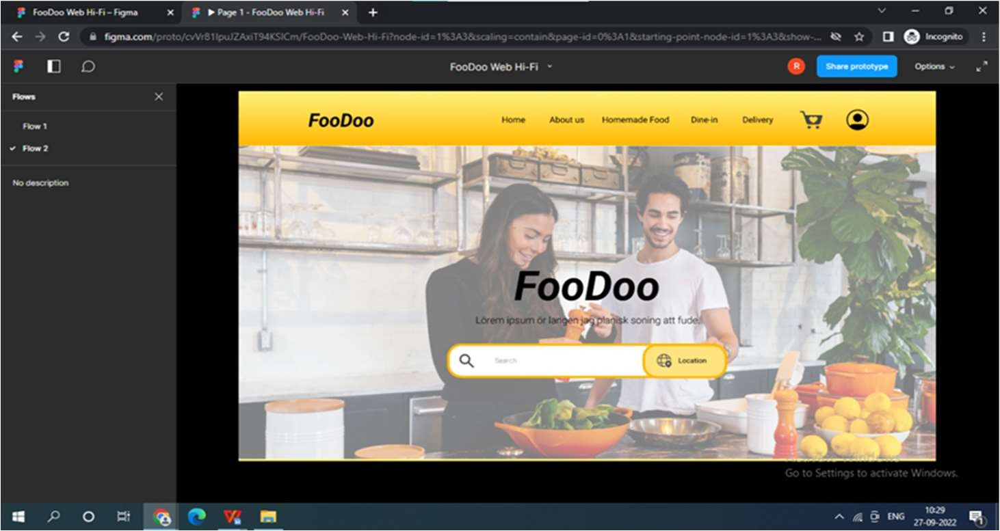 FooDoo Web Hi-Fi – Figma
Page 1 - FooDoo Web Hi-Fi
figma.com/proto/cvVr81IpuJZAxiT94KSICm/FooDoo-Web-Hi-Fi?node-id=1%3A3&scaling=contain&page-id=0%3A1&starting-point-node-id=1%3A3&show-...
Incognito
FooDoo Web Hi-Fi
R
Share prototype
Options
Flows
Flow 1
Flow 2
No description
FooDoo
Home About us Homemade Food Dine-in Delivery
FooDoo
Lorem ipsum ör langen jag planisk soning att fude.
Search
Location
Activate Windows
Go to Settings to activate Windows.
ENG
10:29
27-09-2022
1